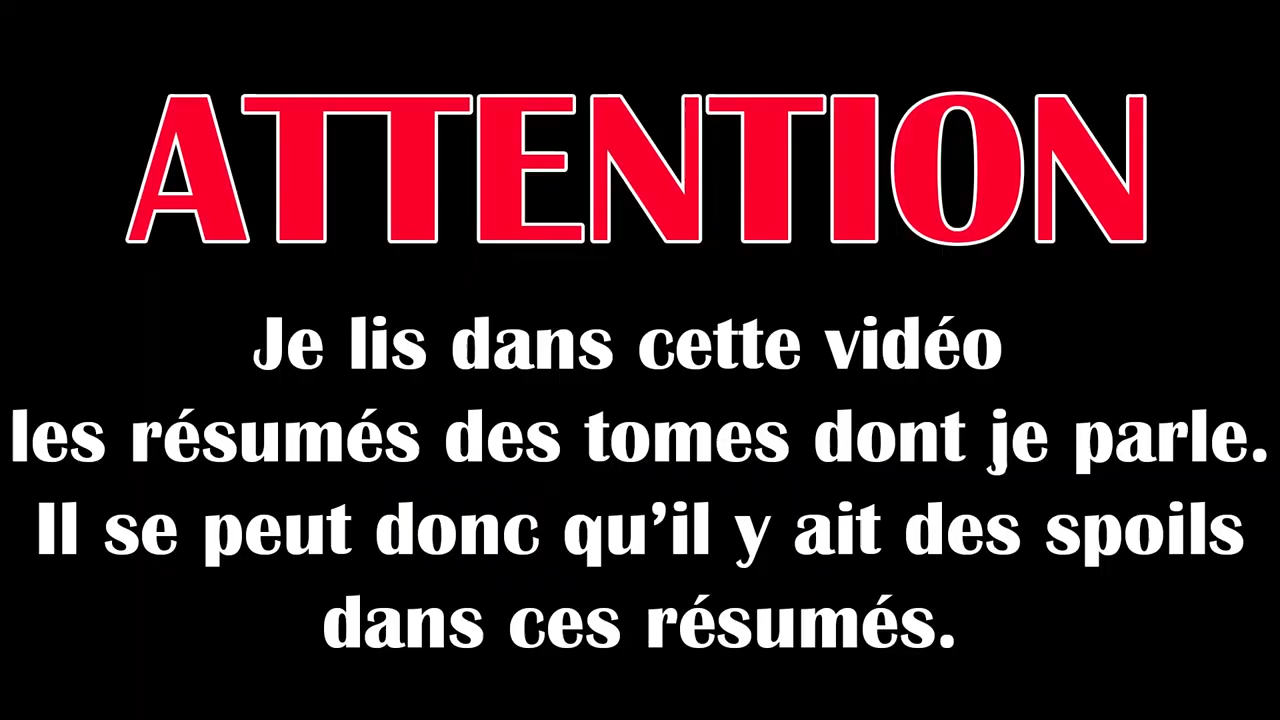 ATTENTION
Je lis dans cette vidéo
les résumés des tomes dont je parle.
Il se peut donc qu’il y ait des spoils
dans ces résumés.